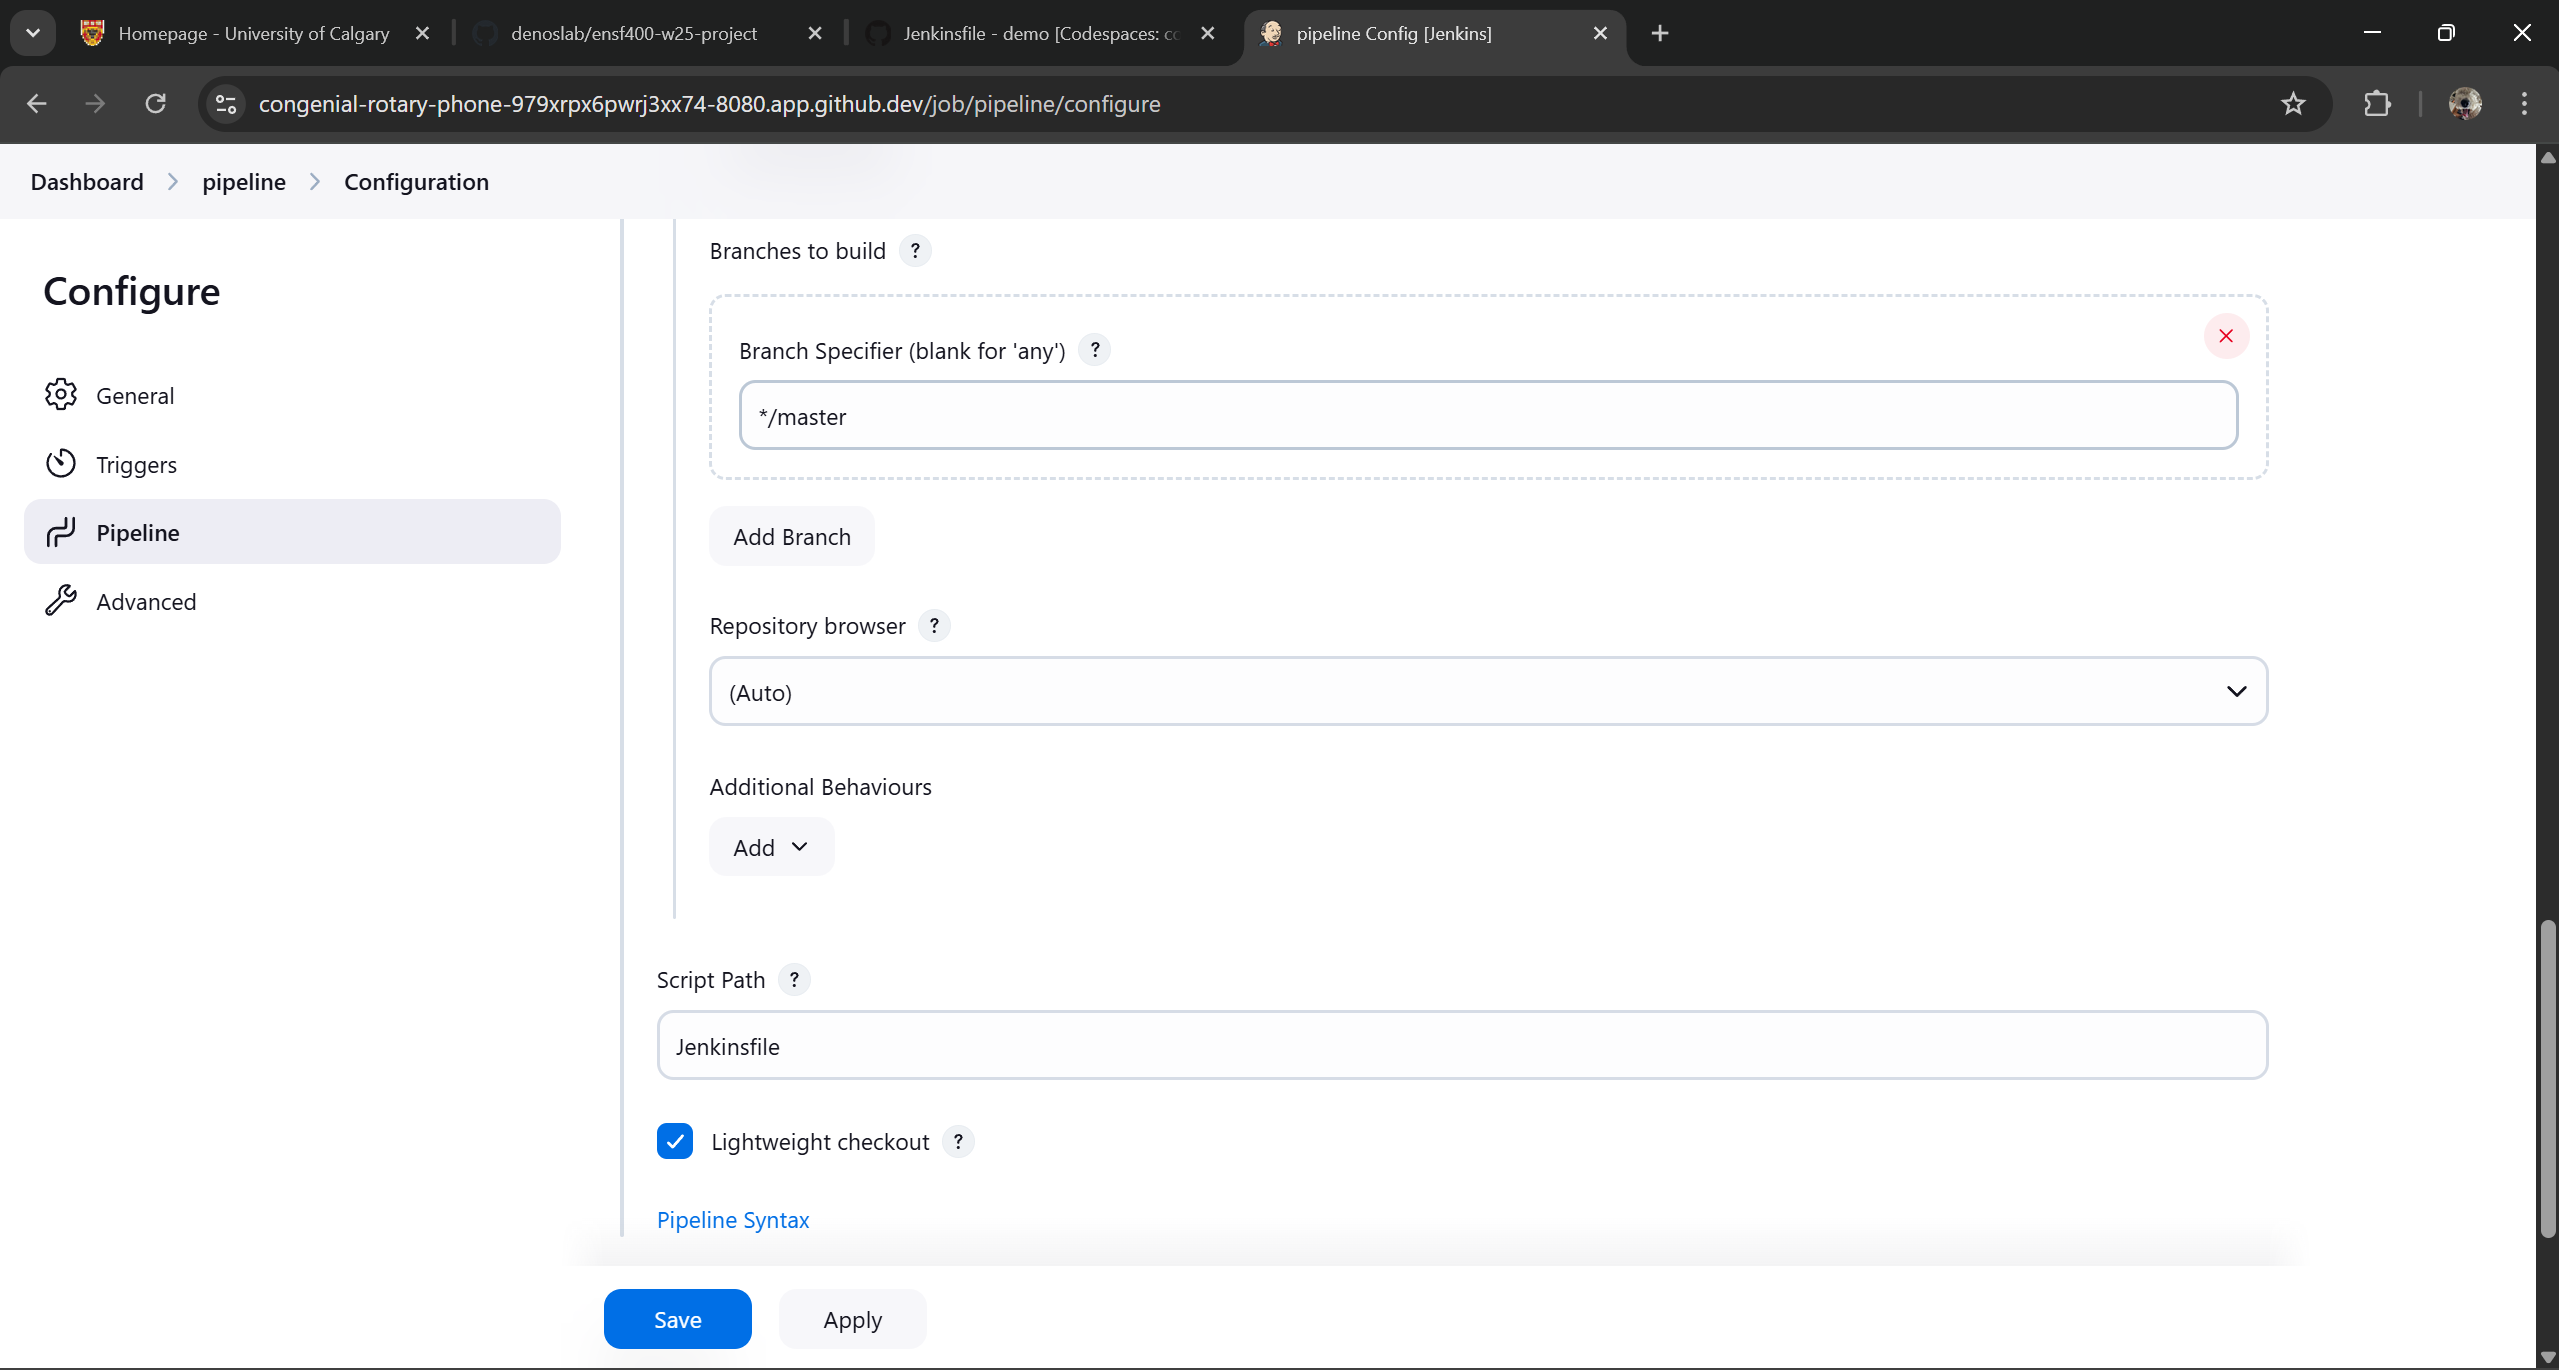 Homepage - University of Calgary
denoslab/ensf400-w25-project
Jenkinsfile - demo [Codespaces: co
pipeline Config [Jenkins]
congenial-rotary-phone-979xrpx6pwrj3xx74-8080.app.github.dev/job/pipeline/configure
Dashboard > pipeline > Configuration
Configure
General
Triggers
Pipeline
Advanced
Branches to build ?
Branch Specifier (blank for 'any') ?
*/master
Add Branch
Repository browser ?
(Auto)
Additional Behaviours
Add
Script Path ?
Jenkinsfile
Lightweight checkout ?
Pipeline Syntax
Save
Apply